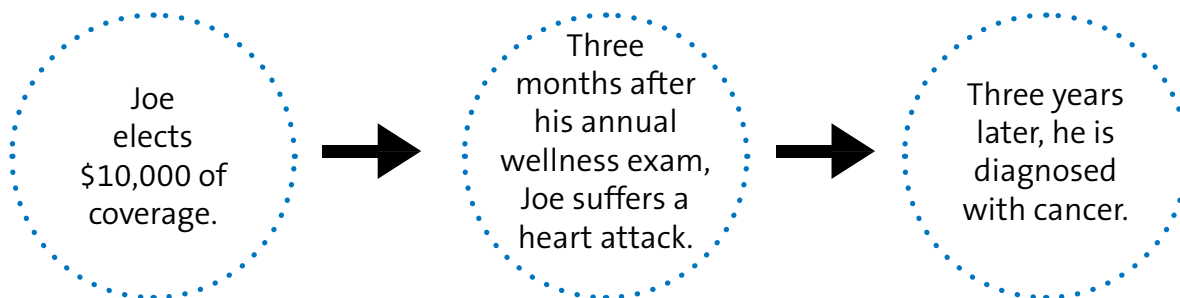 Joe
elects
$10,000 of
coverage.
Three
months after
his annual
wellness exam,
Joe suffers a
heart attack.
Three years
later, he is
diagnosed
with cancer.